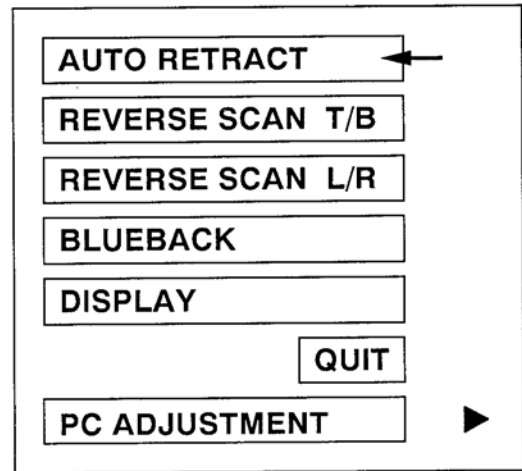 AUTO RETRACT
REVERSE SCAN T/B
REVERSE SCAN L/R
BLUEBACK
DISPLAY
QUIT
PC ADJUSTMENT